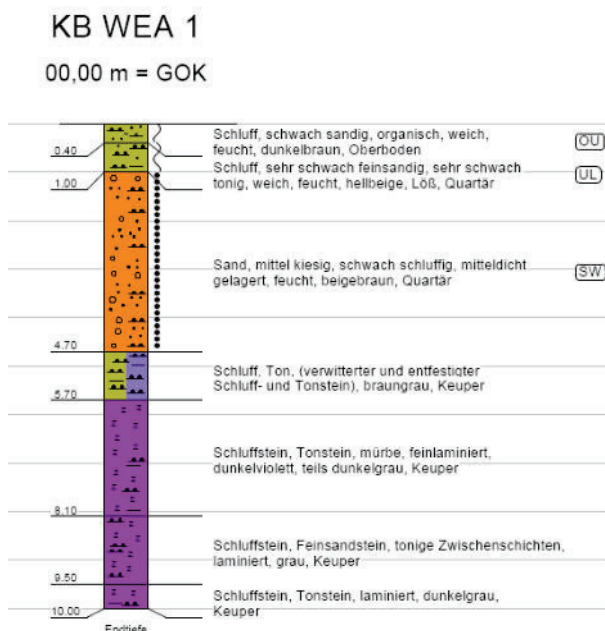 KB WEA 1
00,00 m = GOK
0.40
Schluff, schwach sandig, organisch, weich,
feucht, dunkelbraun, Oberboden
OU
1.00
Schluff, sehr schwach feinsandig, sehr schwach
tonig, weich, feucht, hellbeige, Löß, Quartär
UL
Sand, mittel kiesig, schwach schluffig, mitteldicht
gelagert, feucht, beigebraun, Quartär
SW
4.70
Schluff, Ton, (verwitterter und entfestigter
Schluff- und Tonstein), braungrau, Keuper
5.70
Schluffstein, Tonstein, mürbe, feinlaminiert,
dunkelviolett, teils dunkelgrau, Keuper
8.10
Schluffstein, Feinsandstein, tonige Zwischenschichten,
laminiert, grau, Keuper
9.50
Schluffstein, Tonstein, laminiert, dunkelgrau,
Keuper
10.00
Endtiefe